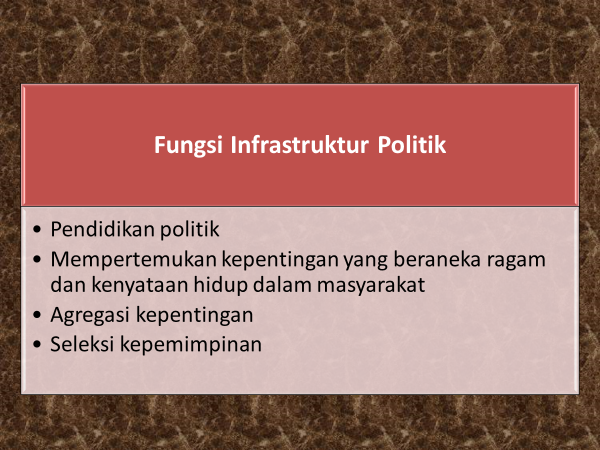 Fungsi Infrastruktur Politik
• Pendidikan politik
• Mempertemukan kepentingan yang beraneka ragam
dan kenyataan hidup dalam masyarakat
• Agregasi kepentingan
• Seleksi kepemimpinan